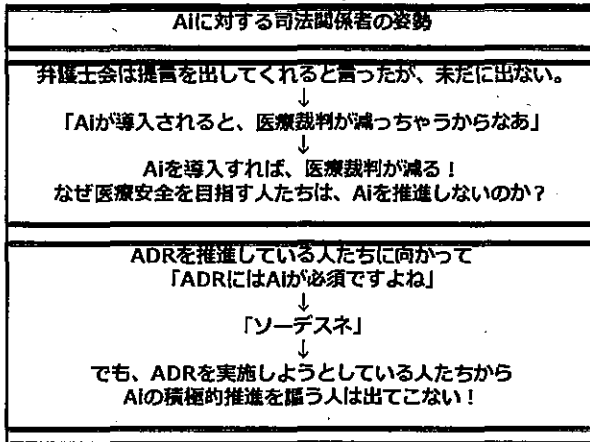 Aiに対する司法関係者の姿勢
弁護士会は提言を出してくれると言ったが、未だに出ない。
↓
「Aiが導入されると、医療裁判が減っちゃうからなあ」
↓
Aiを導入すれば、医療裁判が減る！
なぜ医療安全を目指す人たちは、Aiを推進しないのか？
ADRを推進している人たちに向かって
「ADRにはAiが必須ですよね」
↓
「ソーデスネ」
↓
でも、ADRを実施しようとしている人たちから
Aiの積極的推進を謳う人は出てこない！